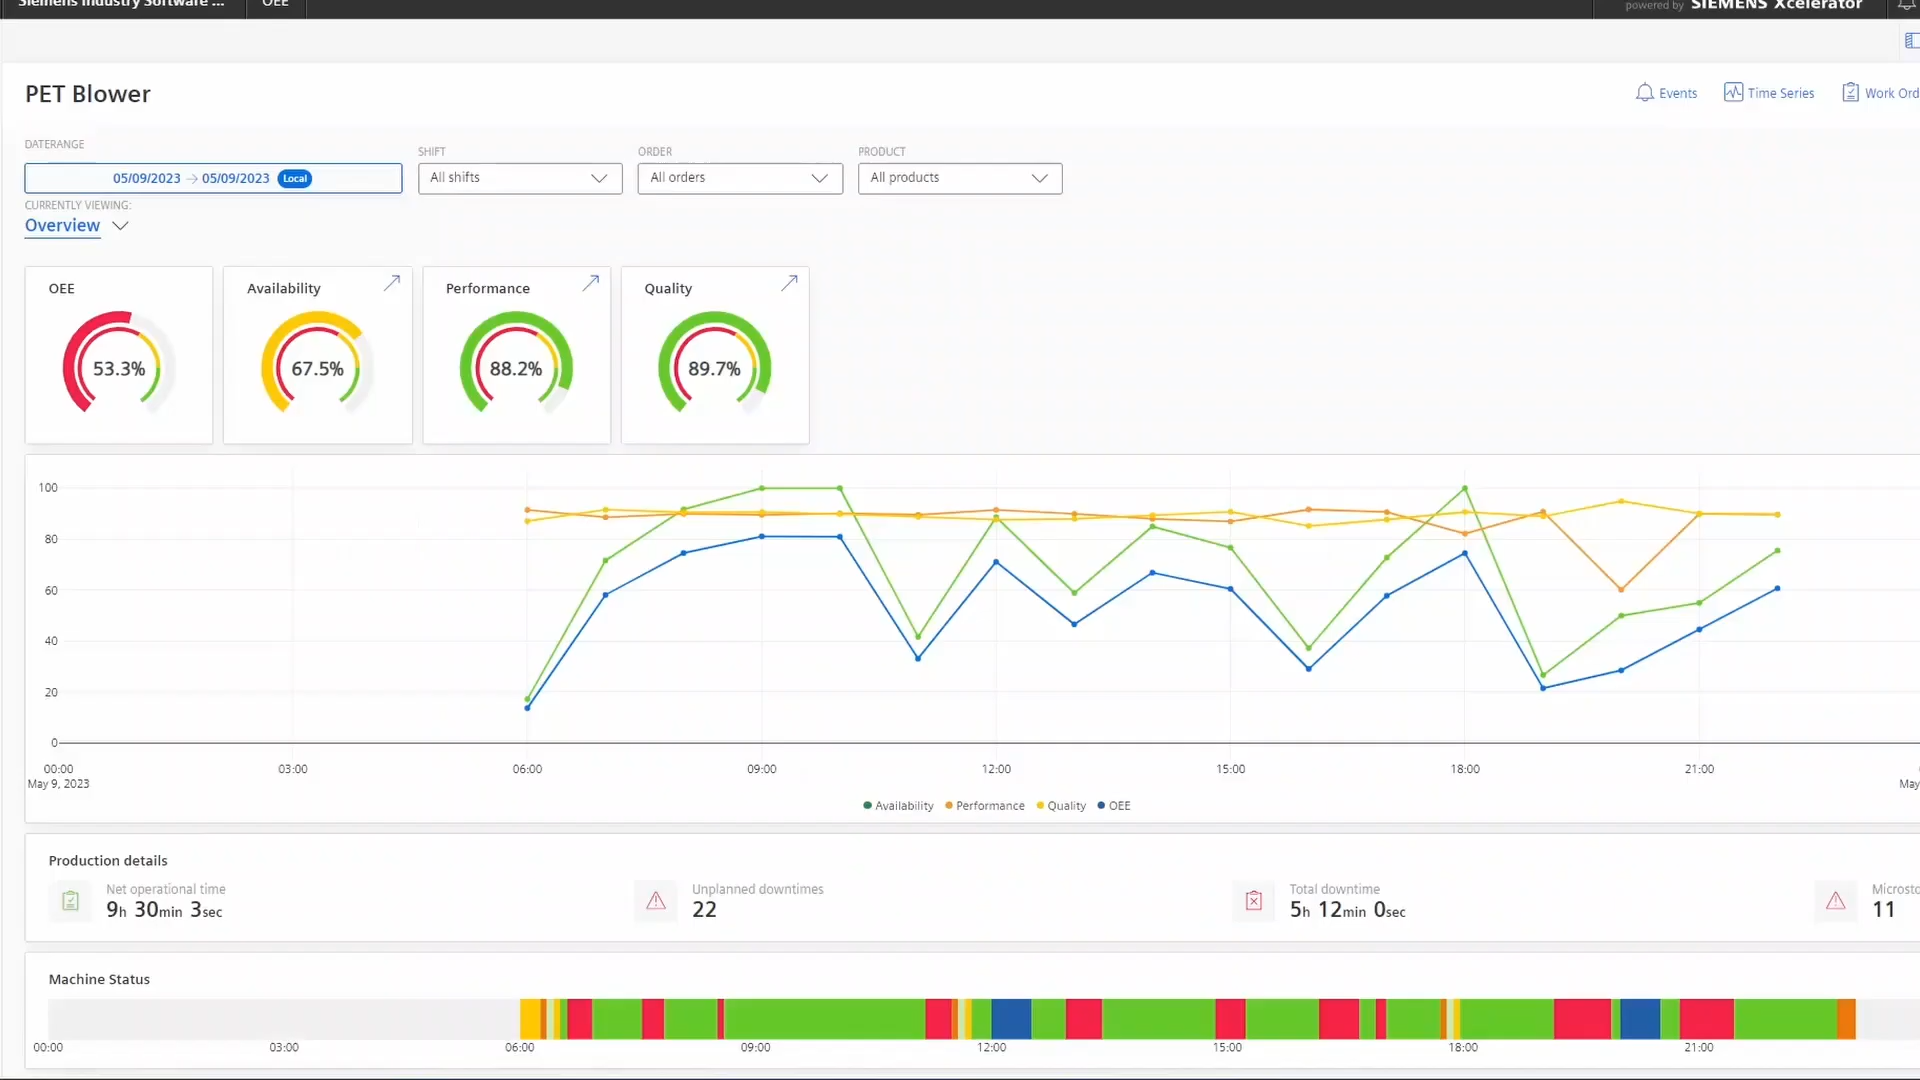 Siemens Industry Software ...
OEE
powered by SIEMENS Xcelerator
PET Blower
Events
Time Series
Work Ord
DATERANGE
SHIFT
ORDER
PRODUCT
05/09/2023 → 05/09/2023 Local
All shifts
All orders
All products
CURRENTLY VIEWING:
Overview
OEE
Availability
Performance
Quality
53.3%
67.5%
88.2%
89.7%
100
80
60
40
20
0
00:00
03:00
06:00
09:00
12:00
15:00
18:00
21:00
May 9, 2023
May
Availability
Performance
Quality
OEE
Production details
Net operational time
9h 30min 3sec
Unplanned downtimes
22
Total downtime
5h 12min 0sec
Microsto
11
Machine Status
00:00
03:00
06:00
09:00
12:00
15:00
18:00
21:00